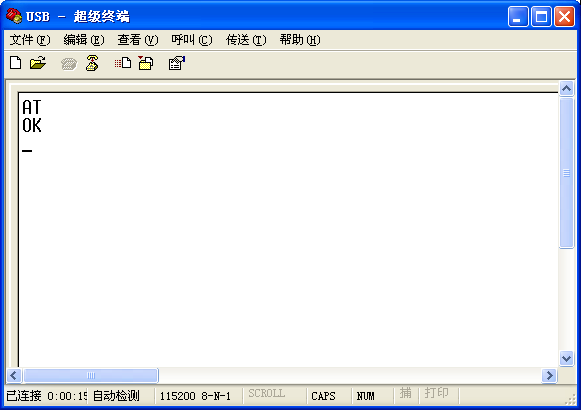 USB - 超级终端
文件(F) 编辑(E) 查看(V) 呼叫(C) 传送(T) 帮助(H)
AT
OK
_
已连接 0:00:15 自动检测 115200 8-N-1 SCROLL CAPS NUM 捕 打印